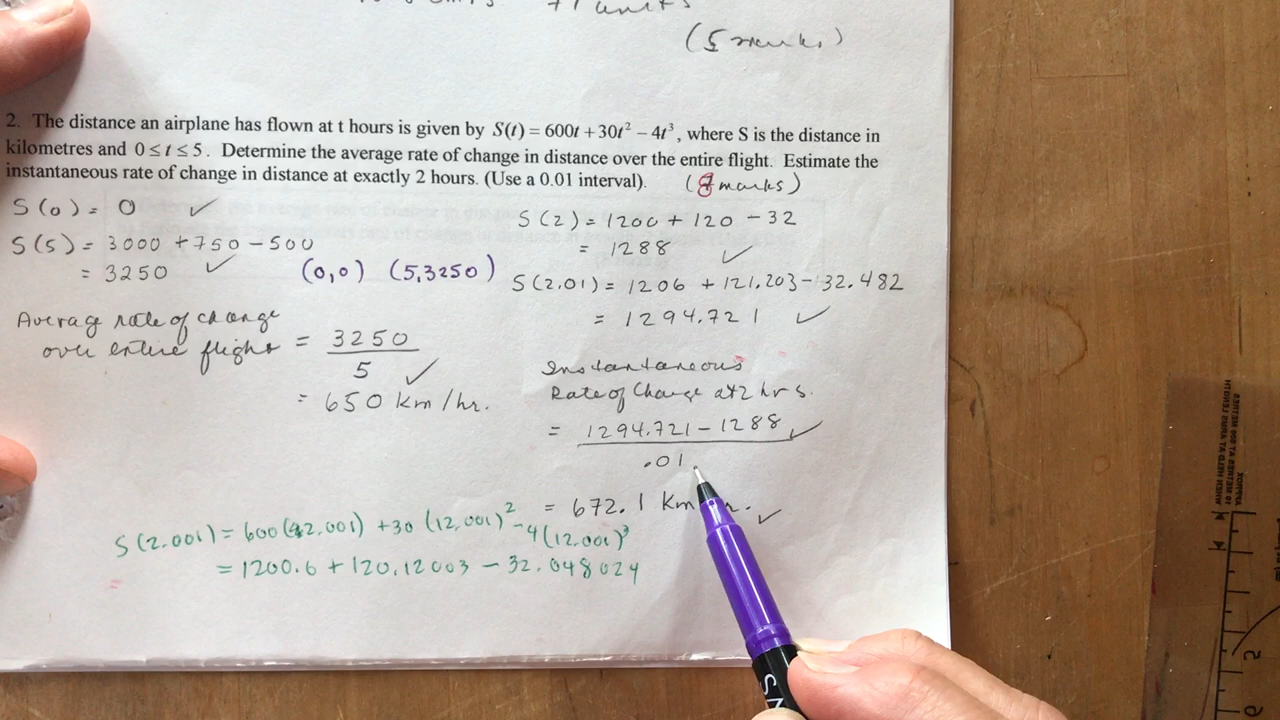 (5 marks)
2. The distance an airplane has flown at t hours is given by S(t) = 600t + 30t² − 4t³, where S is the distance in
kilometres and 0 ≤ t ≤ 5. Determine the average rate of change in distance over the entire flight. Estimate the
instantaneous rate of change in distance at exactly 2 hours. (Use a 0.01 interval). (8 marks)
S(0) = 0 ✓
S(5) = 3000 + 750 − 500
= 3250 ✓
(0,0) (5,3250)
Average rate of change
over entire flight = 3250
5 ✓
= 650 km/hr.
S(2) = 1200 + 120 − 32
= 1288 ✓
S(2.01) = 1206 + 121.203 − 32.482
= 1294.721 ✓
Instantaneous
Rate of Change at 2 hrs.
= 1294.721 − 1288 ✓
.01
= 672.1 Km r. ✓
S(2.001) = 600(2.001) + 30(12.001)² − 4(12.001)³
= 1200.6 + 120.12003 − 32.048024